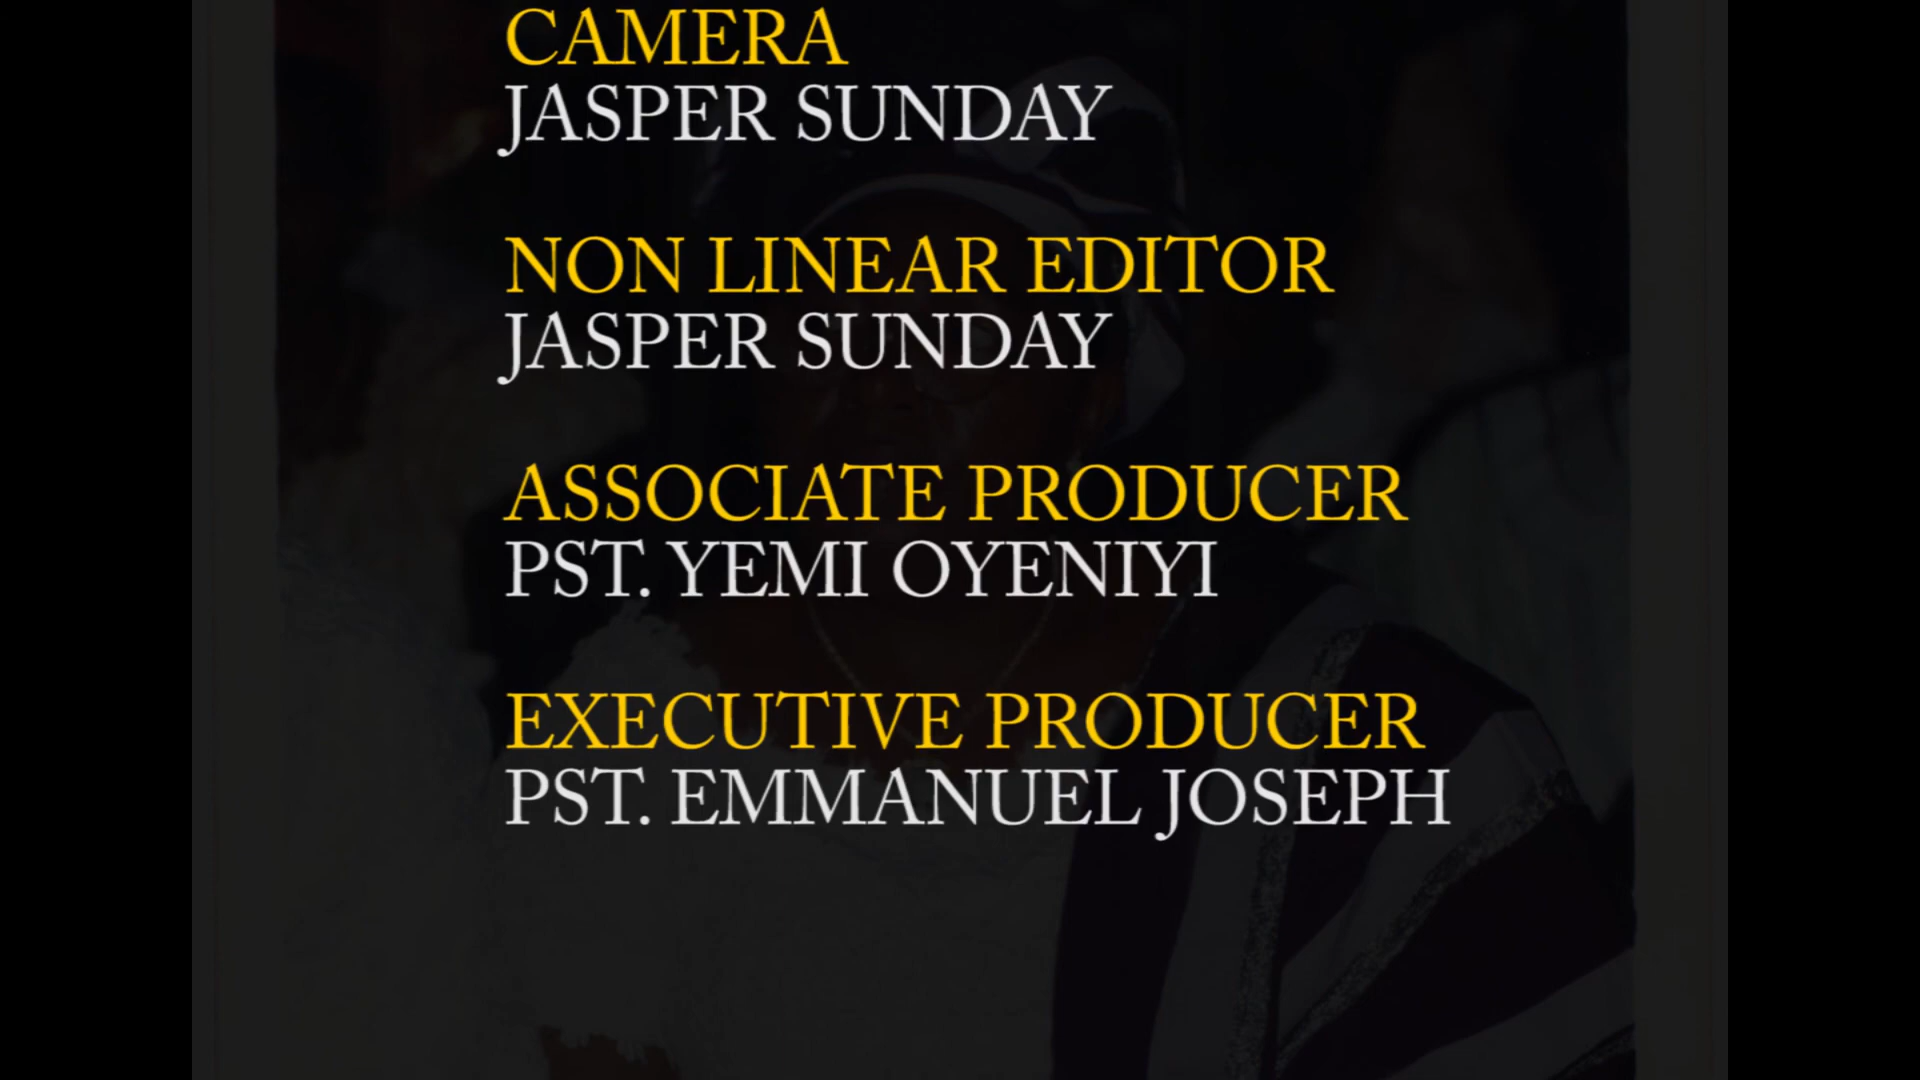 CAMERA
JASPER SUNDAY
NON LINEAR EDITOR
JASPER SUNDAY
ASSOCIATE PRODUCER
PST. YEMI OYENIYI
EXECUTIVE PRODUCER
PST. EMMANUEL JOSEPH